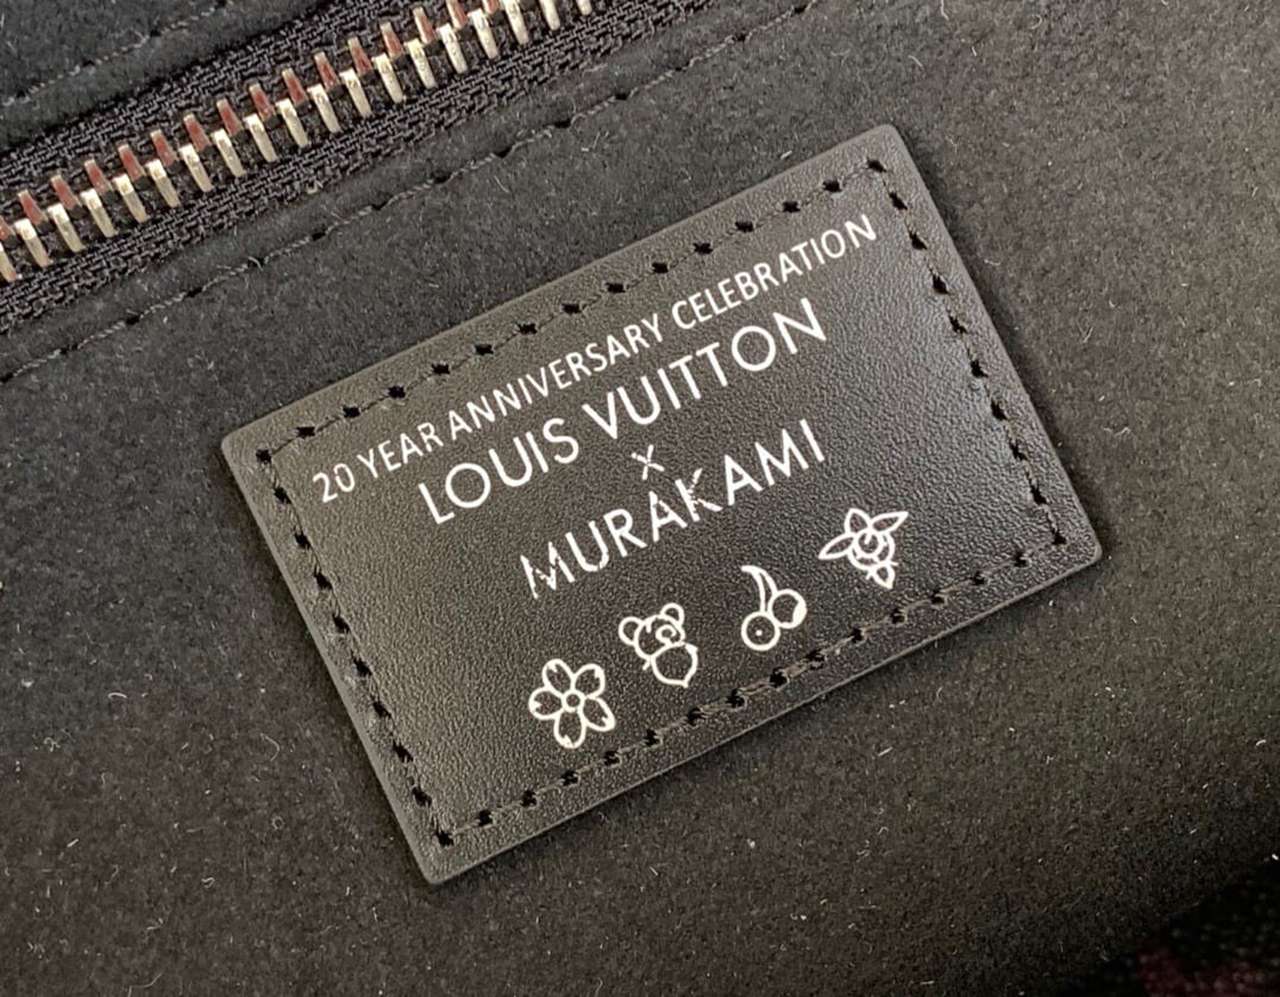 20 YEAR ANNIVERSARY CELEBRATION
LOUIS VUITTON
x
MURAKAMI